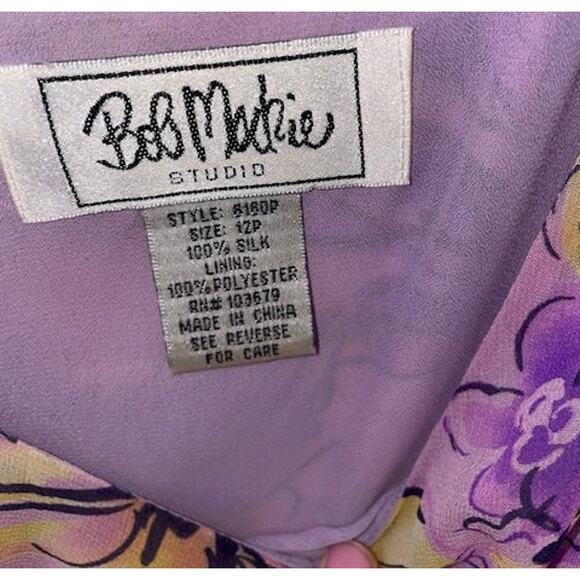 Bob Mackie
STUDIO
STYLE: 6160P
SIZE: 12P
100% SILK
LINING:
100% POLYESTER
RN# 103679
MADE IN CHINA
SEE REVERSE
FOR CARE